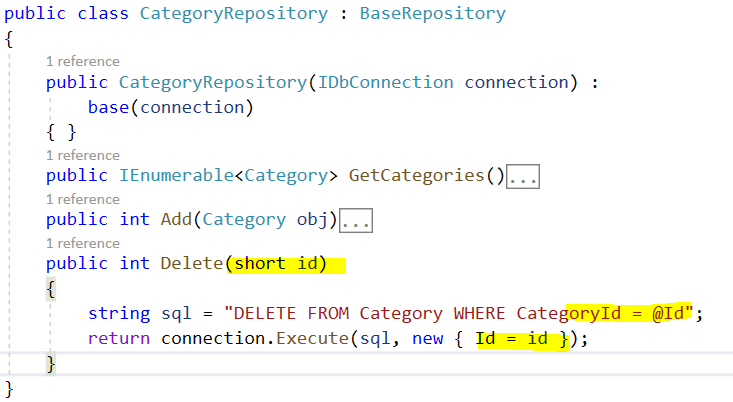 public class CategoryRepository : BaseRepository
{
1 reference
public CategoryRepository(IDbConnection connection) :
base(connection)
{ }
1 reference
public IEnumerable<Category> GetCategories()...
1 reference
public int Add(Category obj)...
1 reference
public int Delete(short id)
{
string sql = "DELETE FROM Category WHERE CategoryId = @Id";
return connection.Execute(sql, new { Id = id });
}
}